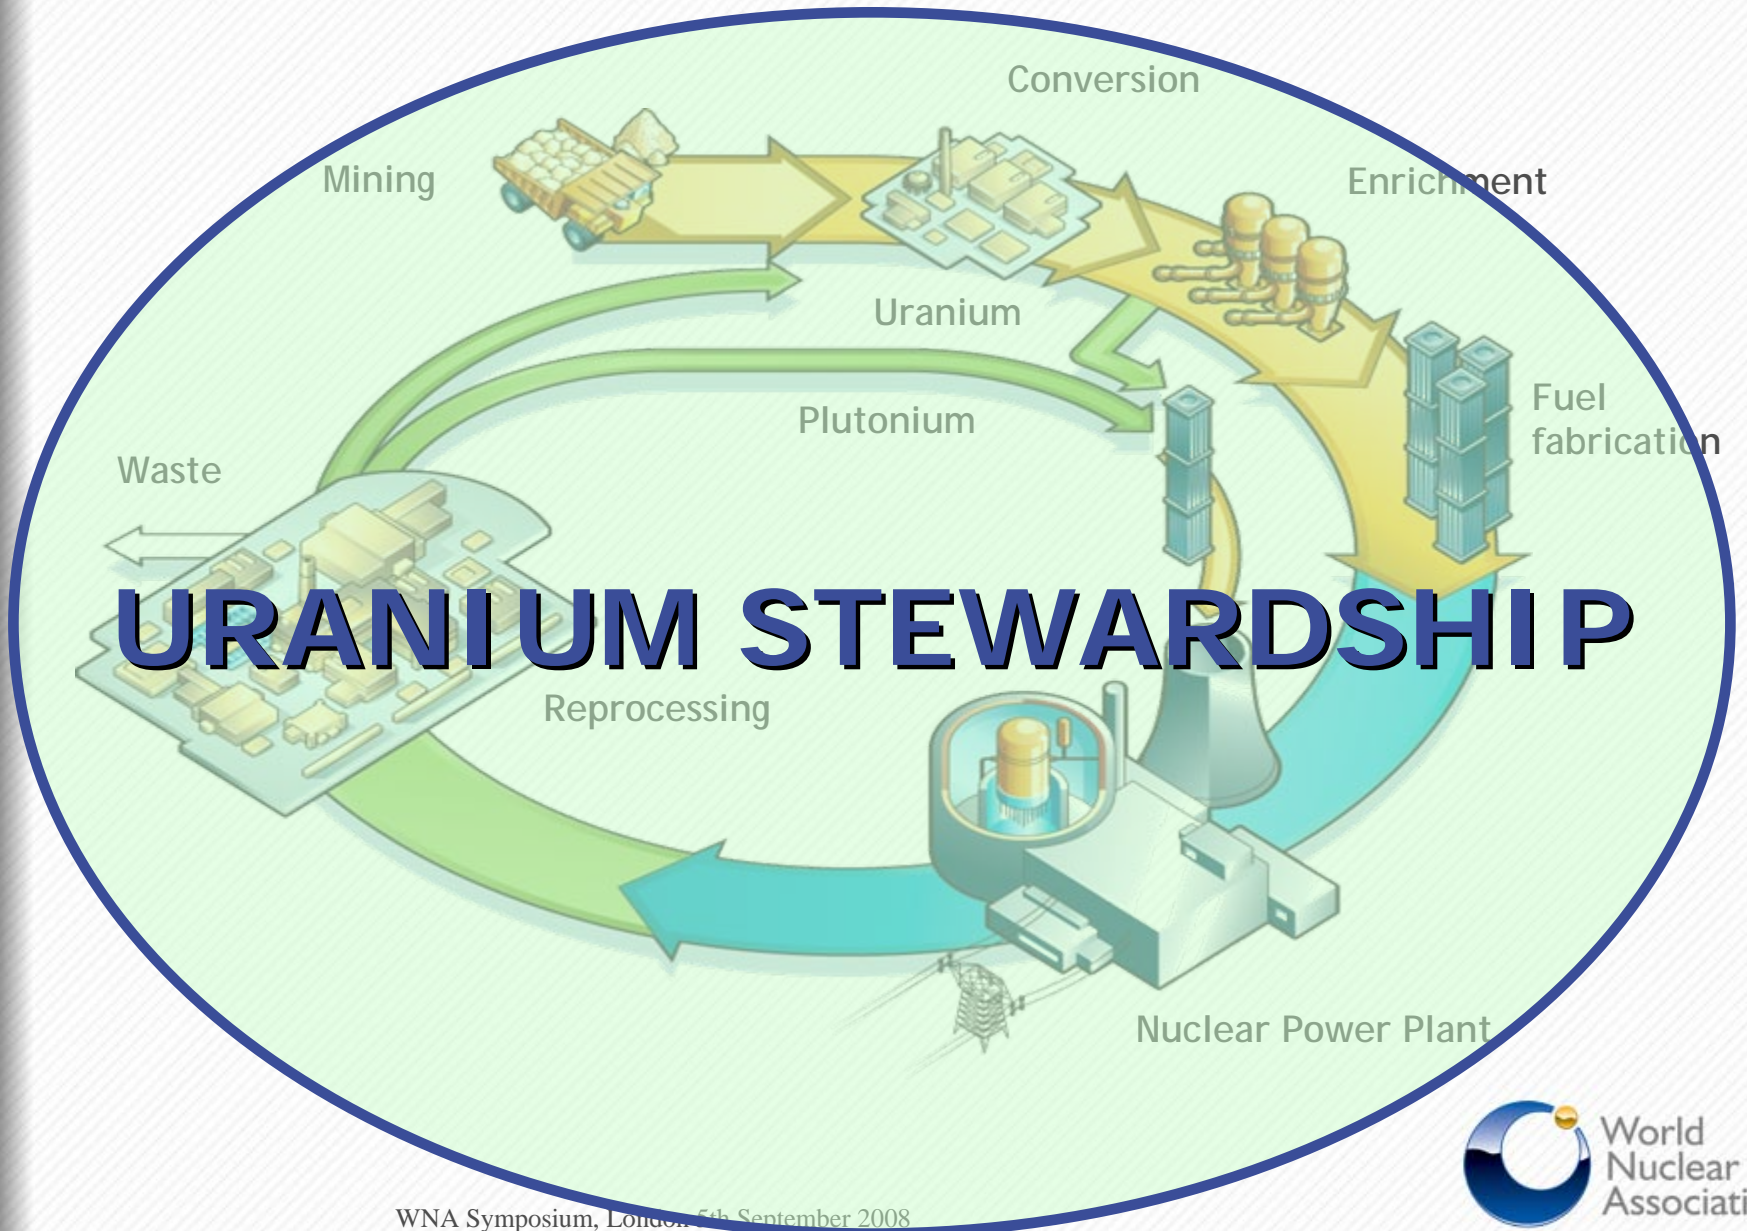 Conversion
Mining
Enrichment
Uranium
Fuel
fabrication
Plutonium
Waste
URANIUM STEWARDSHIP
Reprocessing
Nuclear Power Plant
World
Nuclear
Associati
WNA Symposium, London 5th September 2008